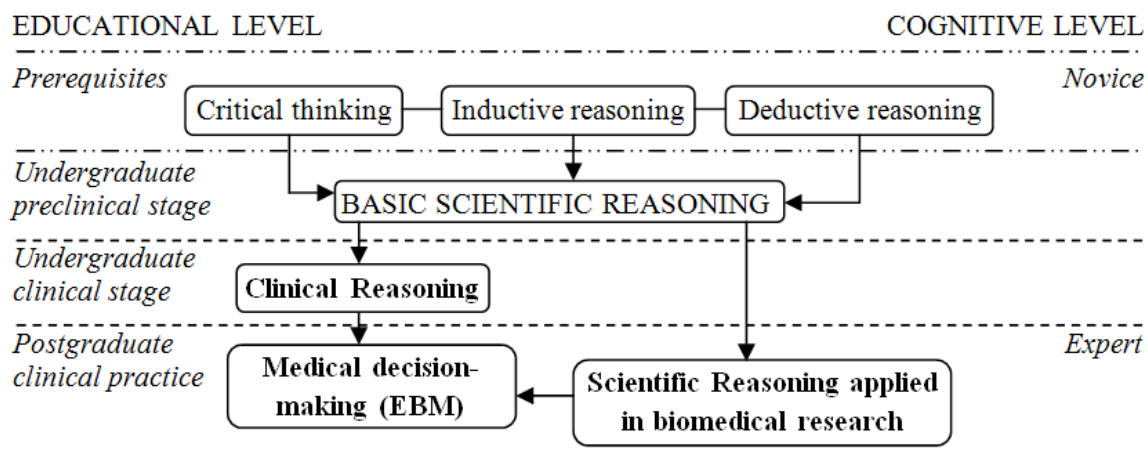 EDUCATIONAL LEVEL
COGNITIVE LEVEL
Prerequisites
Novice
Critical thinking
Inductive reasoning
Deductive reasoning
Undergraduate
preclinical stage
BASIC SCIENTIFIC REASONING
Undergraduate
clinical stage
Clinical Reasoning
Postgraduate
clinical practice
Expert
Medical decision-
making (EBM)
Scientific Reasoning applied
in biomedical research